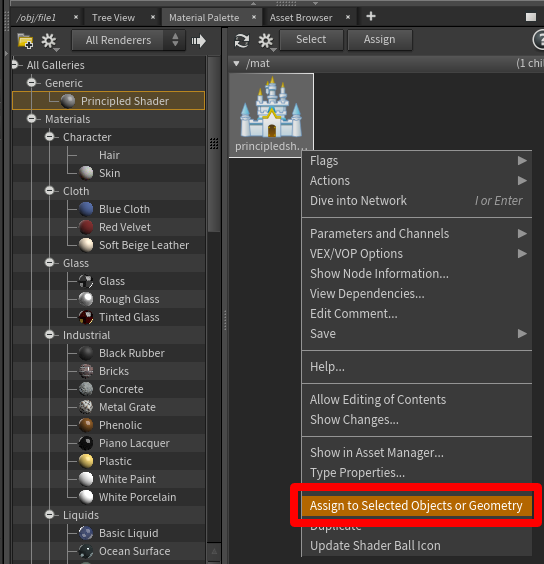 /obj/file1
Tree View
Material Palette
Asset Browser
All Renderers
Select
Assign
?
All Galleries
Generic
Principled Shader
Materials
Character
Hair
Skin
Cloth
Blue Cloth
Red Velvet
Soft Beige Leather
Glass
Glass
Rough Glass
Tinted Glass
Industrial
Black Rubber
Bricks
Concrete
Metal Grate
Phenolic
Piano Lacquer
Plastic
White Paint
White Porcelain
Liquids
Basic Liquid
Ocean Surface
/mat
(1 chi
principledsh...
Flags
Actions
Dive into Network I or Enter
Parameters and Channels
VEX/VOP Options
Show Node Information...
View Dependencies...
Edit Comment...
Save
Help...
Allow Editing of Contents
Show Changes...
Show in Asset Manager...
Type Properties...
Assign to Selected Objects or Geometry
Duplicate
Update Shader Ball Icon